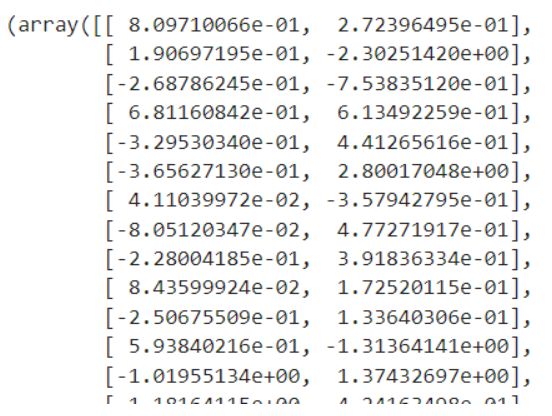 (array([[ 8.09710066e-01,  2.72396495e-01],
        [ 1.90697195e-01, -2.30251420e+00],
        [-2.68786245e-01, -7.53835120e-01],
        [ 6.81160842e-01,  6.13492259e-01],
        [-3.29530340e-01,  4.41265616e-01],
        [-3.65627130e-01,  2.80017048e+00],
        [ 4.11039972e-02, -3.57942795e-01],
        [-8.05120347e-02,  4.77271917e-01],
        [-2.28004185e-01,  3.91836334e-01],
        [ 8.43599924e-02,  1.72520115e-01],
        [-2.50675509e-01,  1.33640306e-01],
        [ 5.93840216e-01, -1.31364141e+00],
        [-1.01955134e+00,  1.37432697e+00],